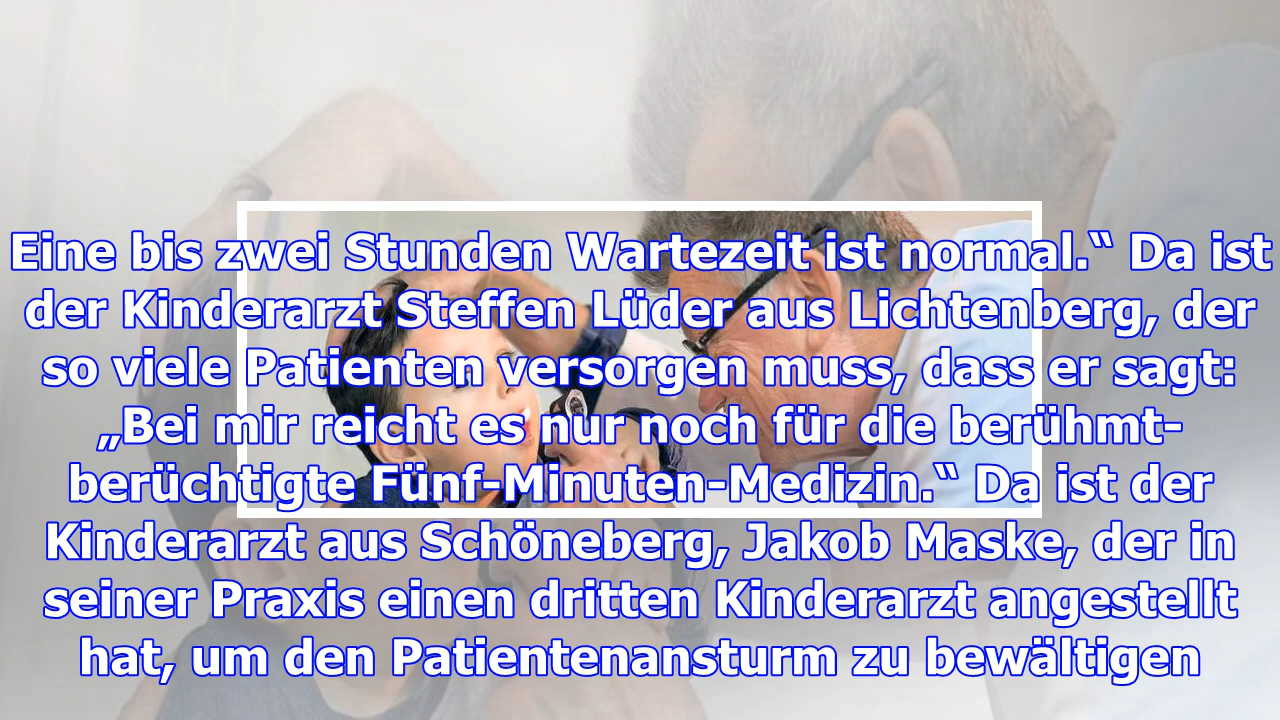 Eine bis zwei Stunden Wartezeit ist normal.“ Da ist
der Kinderarzt Steffen Lüder aus Lichtenberg, der
so viele Patienten versorgen muss, dass er sagt:
„Bei mir reicht es nur noch für die berühmt-
berüchtigte Fünf-Minuten-Medizin.“ Da ist der
Kinderarzt aus Schöneberg, Jakob Maske, der in
seiner Praxis einen dritten Kinderarzt angestellt
hat, um den Patientenansturm zu bewältigen